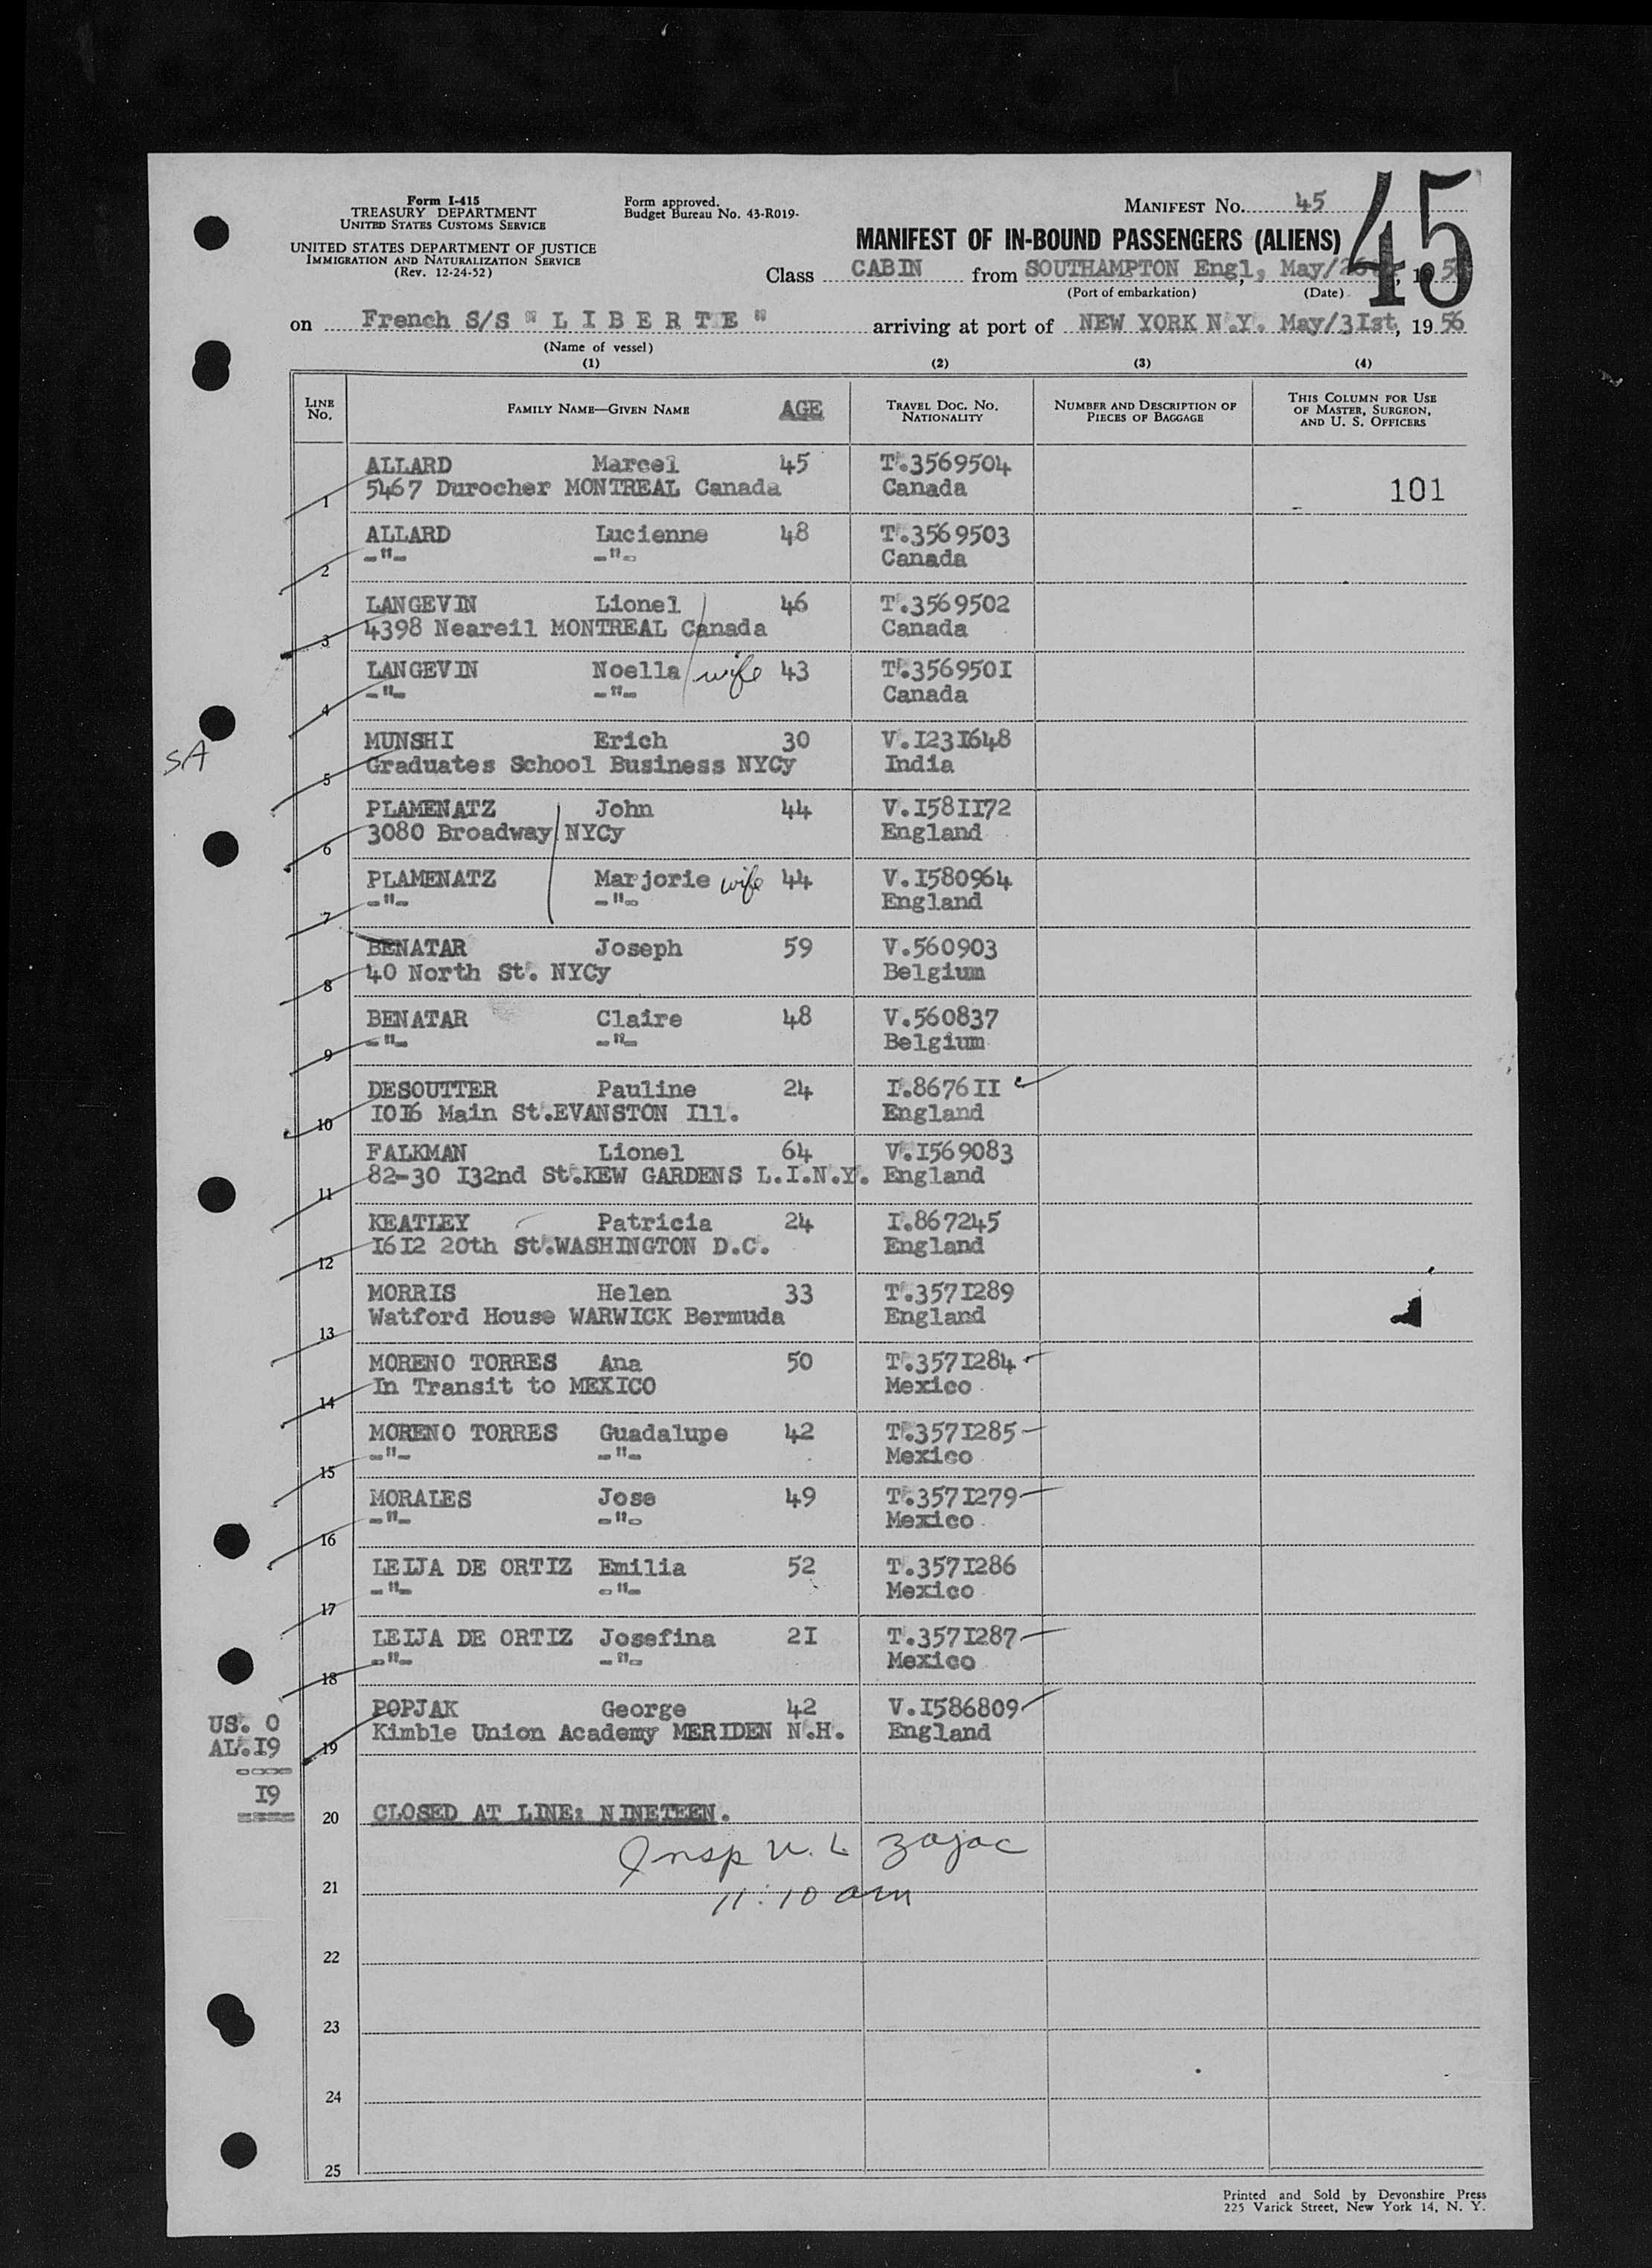 Form I-415
TREASURY DEPARTMENT
UNITED STATES CUSTOMS SERVICE
UNITED STATES DEPARTMENT OF JUSTICE
IMMIGRATION AND NATURALIZATION SERVICE
(Rev. 12-24-52)
Form approved.
Budget Bureau No. 43-R019-
MANIFEST No. 45
45
MANIFEST OF IN-BOUND PASSENGERS (ALIENS)
Class CABIN from SOUTHAMPTON Engl, May/
(Port of embarkation) (Date)
on French S/S " L I B E R T E " arriving at port of NEW YORK N.Y. May/3Ist, 1956
(Name of vessel)
(1) (2) (3) (4)
LINE No. FAMILY NAME—GIVEN NAME AGE TRAVEL DOC. NO. NATIONALITY NUMBER AND DESCRIPTION OF PIECES OF BAGGAGE THIS COLUMN FOR USE OF MASTER, SURGEON, AND U. S. OFFICERS
ALLARD Marcel 45 T.3569504
1 5467 Durocher MONTREAL Canada Canada 101
ALLARD Lucienne 48 T.3569503
2 -"- -"- Canada
LANGEVIN Lionel 46 T.3569502
3 4398 Neareil MONTREAL Canada Canada
LANGEVIN Noella wife 43 T.356950I
4 -"- -"- Canada
SA MUNSHI Erich 30 V.I23I648
5 Graduates School Business NYCy India
PLAMENATZ John 44 V.I58II72
6 3080 Broadway NYCy England
PLAMENATZ Marjorie wife 44 V.I580964
7 -"- -"- England
BENATAR Joseph 59 V.560903
8 40 North St. NYCy Belgium
BENATAR Claire 48 V.560837
9 -"- -"- Belgium
DESOUTTER Pauline 24 I.8676II
10 IOI6 Main St.EVANSTON Ill. England
FALKMAN Lionel 64 V.I569083
11 82-30 I32nd St.KEW GARDENS L.I.N.Y. England
KEATLEY Patricia 24 I.867245
12 I6I2 20th St.WASHINGTON D.C. England
MORRIS Helen 33 T.357I289
13 Watford House WARWICK Bermuda England
MORENO TORRES Ana 50 T.357I284
14 In Transit to MEXICO Mexico
MORENO TORRES Guadalupe 42 T.357I285
15 -"- -"- Mexico
MORALES Jose 49 T.357I279
16 -"- -"- Mexico
LEIJA DE ORTIZ Emilia 52 T.357I286
17 -"- -"- Mexico
LEIJA DE ORTIZ Josefina 2I T.357I287
18 -"- -"- Mexico
US. 0 POPJAK George 42 V.I586809
AL.I9 19 Kimble Union Academy MERIDEN N.H. England
I9
20 CLOSED AT LINE: NINETEEN.
Insp zajac
21 11:10 am
22
23
24
25
Printed and Sold by Devonshire Press
225 Varick Street, New York 14, N. Y.